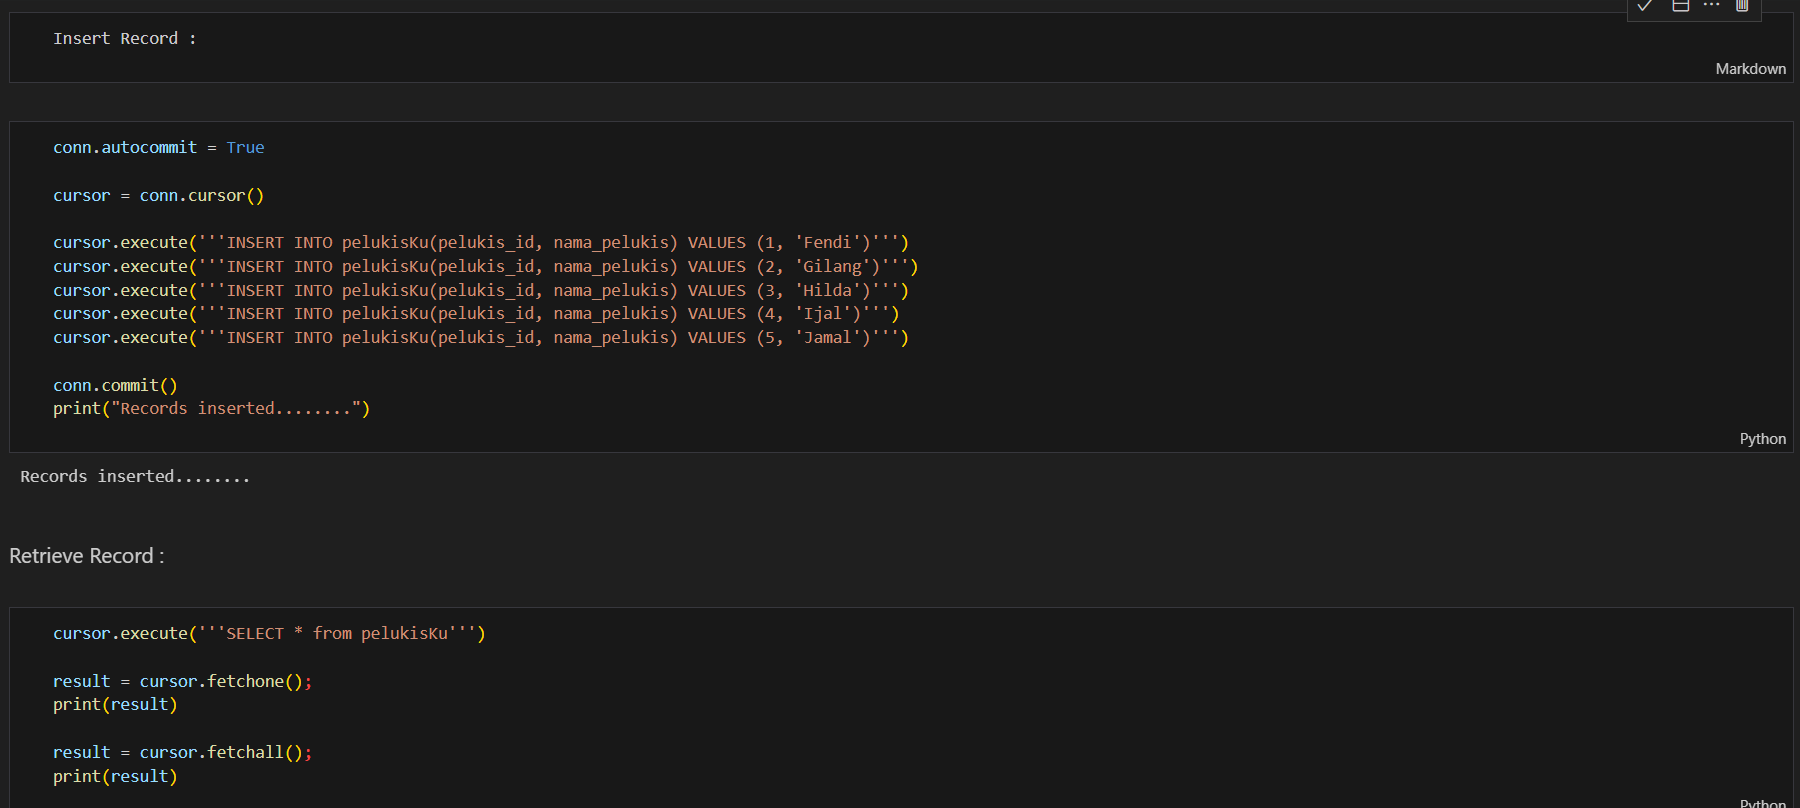 Insert Record :
Markdown
conn.autocommit = True
cursor = conn.cursor()
cursor.execute('''INSERT INTO pelukisKu(pelukis_id, nama_pelukis) VALUES (1, 'Fendi')''')
cursor.execute('''INSERT INTO pelukisKu(pelukis_id, nama_pelukis) VALUES (2, 'Gilang')''')
cursor.execute('''INSERT INTO pelukisKu(pelukis_id, nama_pelukis) VALUES (3, 'Hilda')''')
cursor.execute('''INSERT INTO pelukisKu(pelukis_id, nama_pelukis) VALUES (4, 'Ijal')''')
cursor.execute('''INSERT INTO pelukisKu(pelukis_id, nama_pelukis) VALUES (5, 'Jamal')''')
conn.commit()
print("Records inserted........")
Python
Records inserted........
Retrieve Record :
cursor.execute('''SELECT * from pelukisKu''')
result = cursor.fetchone();
print(result)
result = cursor.fetchall();
print(result)
Python